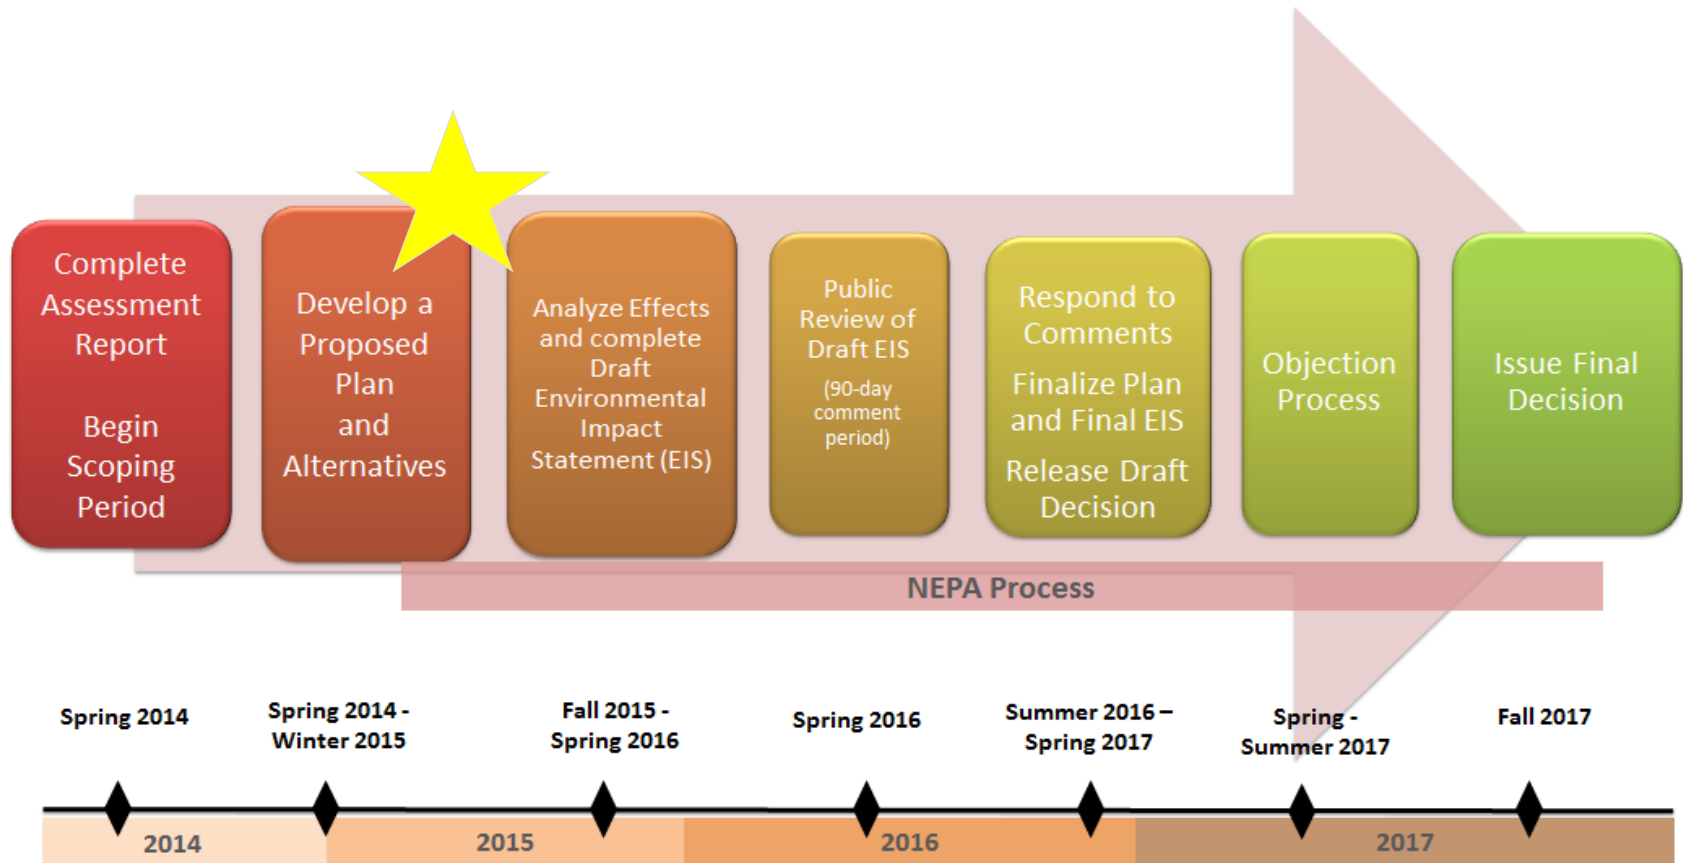 Complete
Assessment
Report
Begin
Scoping
Period
Develop a
Proposed
Plan
and
Alternatives
Analyze Effects
and complete
Draft
Environmental
Impact
Statement (EIS)
Public
Review of
Draft EIS
(90-day
comment
period)
Respond to
Comments
Finalize Plan
and Final EIS
Release Draft
Decision
Objection
Process
Issue Final
Decision
NEPA Process
Spring 2014
Spring 2014 -
Winter 2015
Fall 2015 -
Spring 2016
Spring 2016
Summer 2016 –
Spring 2017
Spring -
Summer 2017
Fall 2017
2014
2015
2016
2017